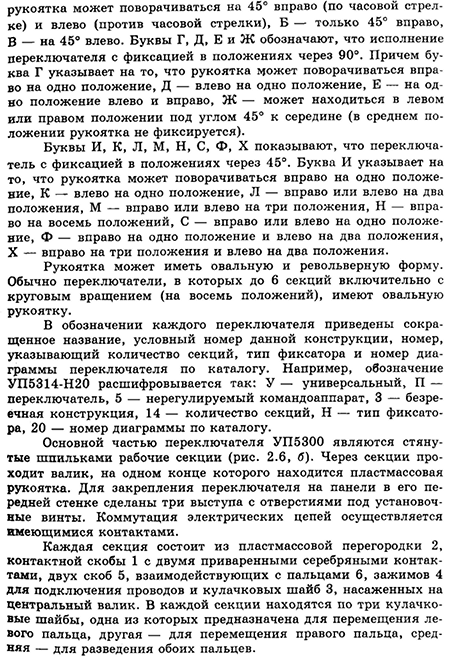 рукоятка может поворачиваться на 45° вправо (по часовой стрел-
ке) и влево (против часовой стрелки), Б — только 45° вправо,
В — на 45° влево. Буквы Г, Д, Е и Ж обозначают, что исполнение
переключателя с фиксацией в положениях через 90°. Причем бу-
ква Г указывает на то, что рукоятка может поворачиваться впра-
во на одно положение, Д — влево на одно положение, Е — на од-
но положение влево и вправо, Ж — может находиться в левом
или правом положении под углом 45° к середине (в среднем по-
ложении рукоятка не фиксируется).
Буквы И, К, Л, М, Н, С, Ф, Х показывают, что переключа-
тель с фиксацией в положениях через 45°. Буква И указывает на
то, что рукоятка может поворачиваться вправо на одно положе-
ние, К — влево на одно положение, Л — вправо или влево на два
положения, М — вправо или влево на три положения, Н — впра-
во на восемь положений, С — вправо или влево на одно положе-
ние, Ф — вправо на одно положение и влево на два положения,
Х — вправо на три положения и влево на два положения.
Рукоятка может иметь овальную и револьверную форму.
Обычно переключатели, в которых до 6 секций включительно с
круговым вращением (на восемь положений), имеют овальную
рукоятку.
В обозначении каждого переключателя приведены сокра-
щенное название, условный номер данной конструкции, номер,
указывающий количество секций, тип фиксатора и номер диа-
граммы переключателя по каталогу. Например, обозначение
УП5314-Н20 расшифровывается так: У — универсальный, П —
переключатель, 5 — нерегулируемый командоаппарат, 3 — безре-
ечная конструкция, 14 — количество секций, Н — тип фиксато-
ра, 20 — номер диаграммы по каталогу.
Основной частью переключателя УП5300 являются стяну-
тые шпильками рабочие секции (рис. 2.6, б). Через секции про-
ходит валик, на одном конце которого находится пластмассовая
рукоятка. Для закрепления переключателя на панели в его пе-
редней стенке сделаны три выступа с отверстиями под установоч-
ные винты. Коммутация электрических цепей осуществляется
имеющимися контактами.
Каждая секция состоит из пластмассовой перегородки 2,
контактной скобы 1 с двумя приваренными серебряными контак-
тами, двух скоб 5, взаимодействующих с пальцами 6, зажимов 4
для подключения проводов и кулачковых шайб 3, насаженных на
центральный валик. В каждой секции находятся по три кулачко-
вые шайбы, одна из которых предназначена для перемещения ле-
вого пальца, другая — для перемещения правого пальца, сред-
няя — для разведения обоих пальцев.